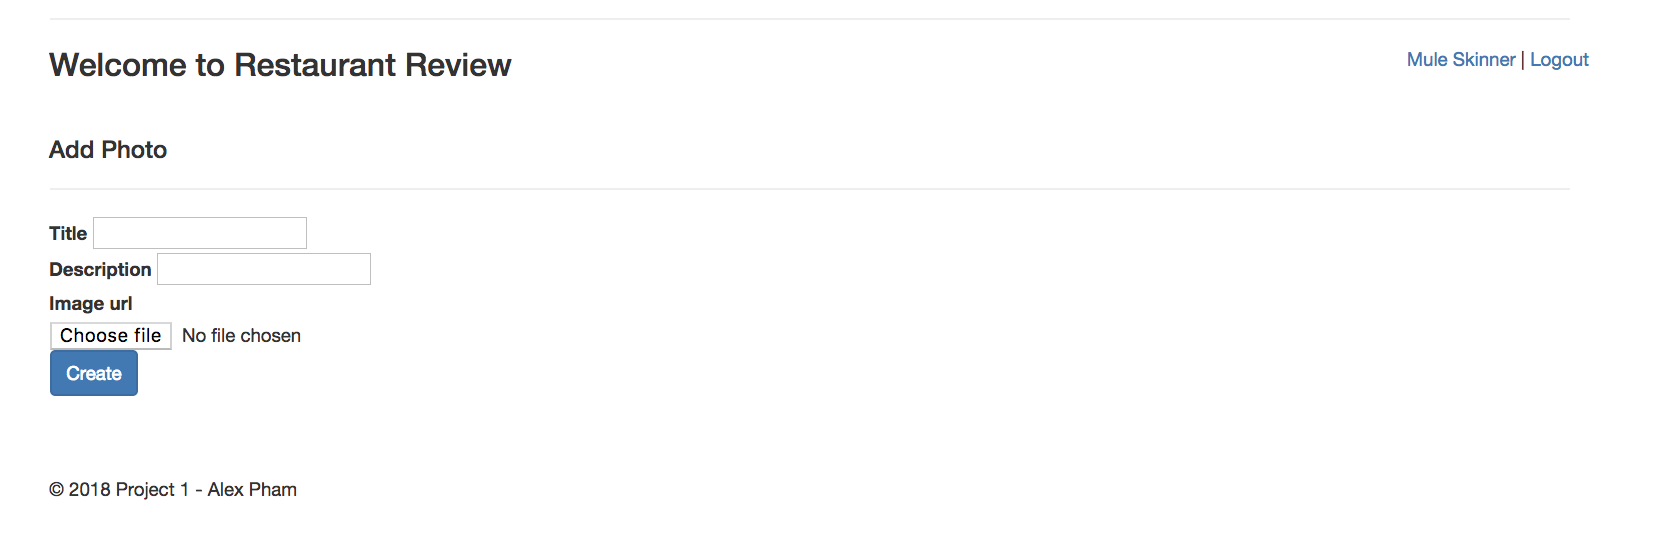 Welcome to Restaurant Review
Mule Skinner | Logout
Add Photo
Title
Description
Image url
Choose file No file chosen
Create
© 2018 Project 1 - Alex Pham